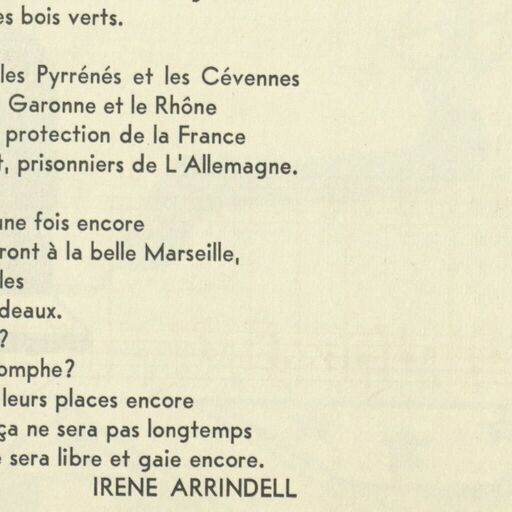 es bois verts.
les Pyrrénés et les Cévennes
Garonne et le Rhône
protection de la France
, prisonniers de L'Allemagne.
une fois encore
ront à la belle Marseille,
les
deaux.
?
omphe?
leurs places encore
ça ne sera pas longtemps
sera libre et gaie encore.
IRENE ARRINDELL